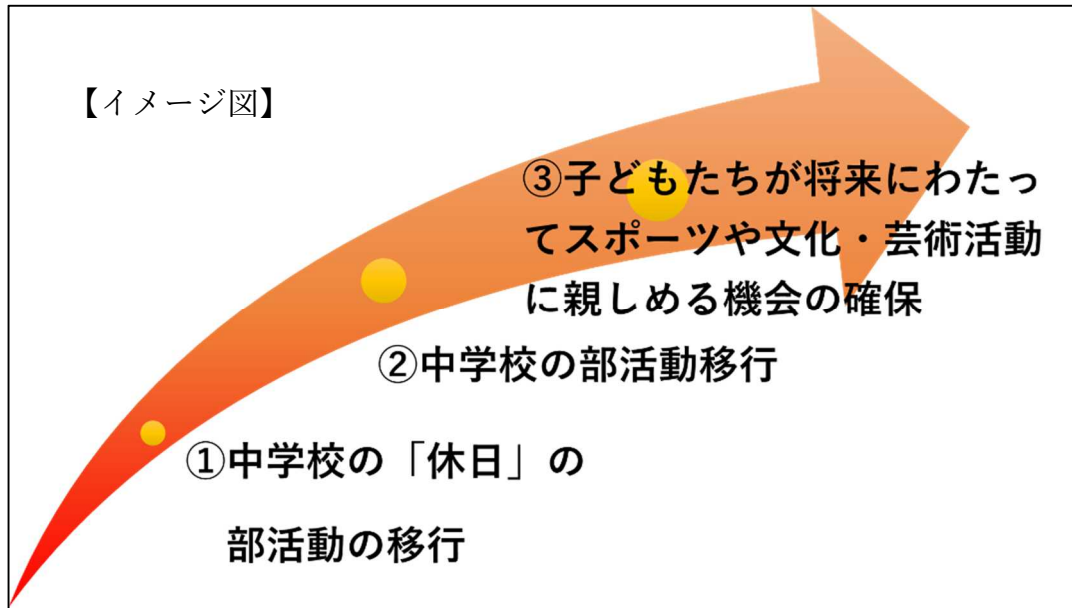 【イメージ図】
③子どもたちが将来にわたっ
てスポーツや文化・芸術活動
に親しめる機会の確保
②中学校の部活動移行
①中学校の「休日」の
部活動の移行